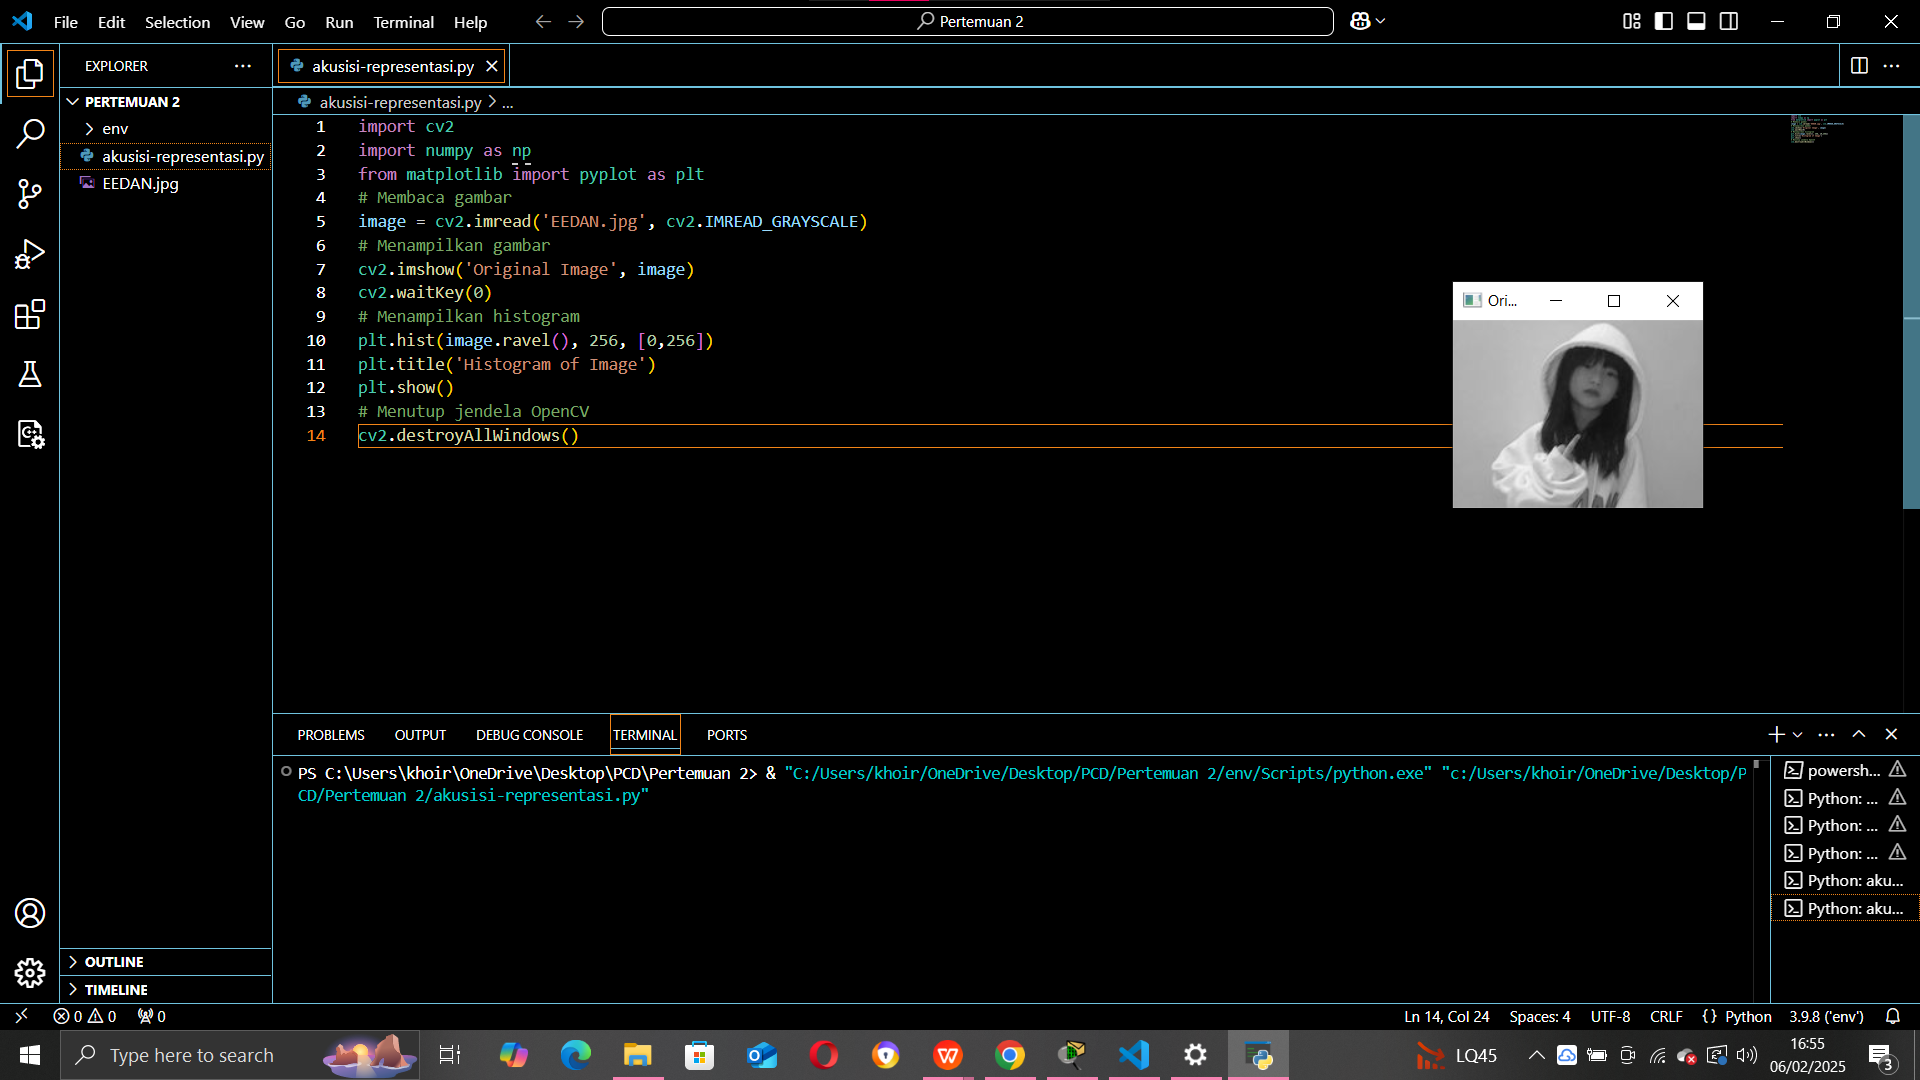 File Edit Selection View Go Run Terminal Help
Pertemuan 2
EXPLORER
akusisi-representasi.py
PERTEMUAN 2
env
akusisi-representasi.py
EEDAN.jpg
OUTLINE
TIMELINE
akusisi-representasi.py > ...
1 import cv2
2 import numpy as np
3 from matplotlib import pyplot as plt
4 # Membaca gambar
5 image = cv2.imread('EEDAN.jpg', cv2.IMREAD_GRAYSCALE)
6 # Menampilkan gambar
7 cv2.imshow('Original Image', image)
8 cv2.waitKey(0)
9 # Menampilkan histogram
10 plt.hist(image.ravel(), 256, [0,256])
11 plt.title('Histogram of Image')
12 plt.show()
13 # Menutup jendela OpenCV
14 cv2.destroyAllWindows()
Ori...
PROBLEMS OUTPUT DEBUG CONSOLE TERMINAL PORTS
PS C:\Users\khoir\OneDrive\Desktop\PCD\Pertemuan 2> & "C:/Users/khoir/OneDrive/Desktop/PCD/Pertemuan 2/env/Scripts/python.exe" "c:/Users/khoir/OneDrive/Desktop/P
CD/Pertemuan 2/akusisi-representasi.py"
powersh...
Python: ...
Python: ...
Python: ...
Python: aku...
Python: aku...
0 0 0
Ln 14, Col 24 Spaces: 4 UTF-8 CRLF {} Python 3.9.8 ('env')
Type here to search
LQ45
16:55
06/02/2025
3